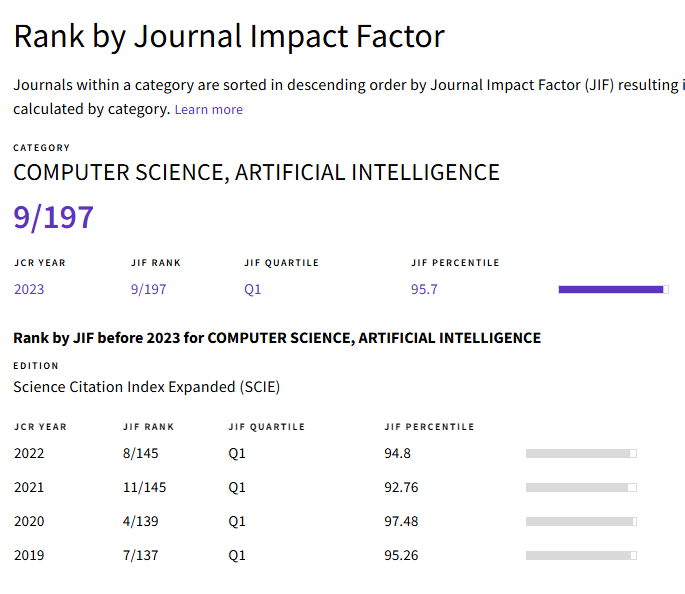 Rank by Journal Impact Factor
Journals within a category are sorted in descending order by Journal Impact Factor (JIF) resulting i
calculated by category. Learn more
CATEGORY
COMPUTER SCIENCE, ARTIFICIAL INTELLIGENCE
9/197
JCR YEAR JIF RANK JIF QUARTILE JIF PERCENTILE
2023 9/197 Q1 95.7
Rank by JIF before 2023 for COMPUTER SCIENCE, ARTIFICIAL INTELLIGENCE
EDITION
Science Citation Index Expanded (SCIE)
JCR YEAR JIF RANK JIF QUARTILE JIF PERCENTILE
2022 8/145 Q1 94.8
2021 11/145 Q1 92.76
2020 4/139 Q1 97.48
2019 7/137 Q1 95.26